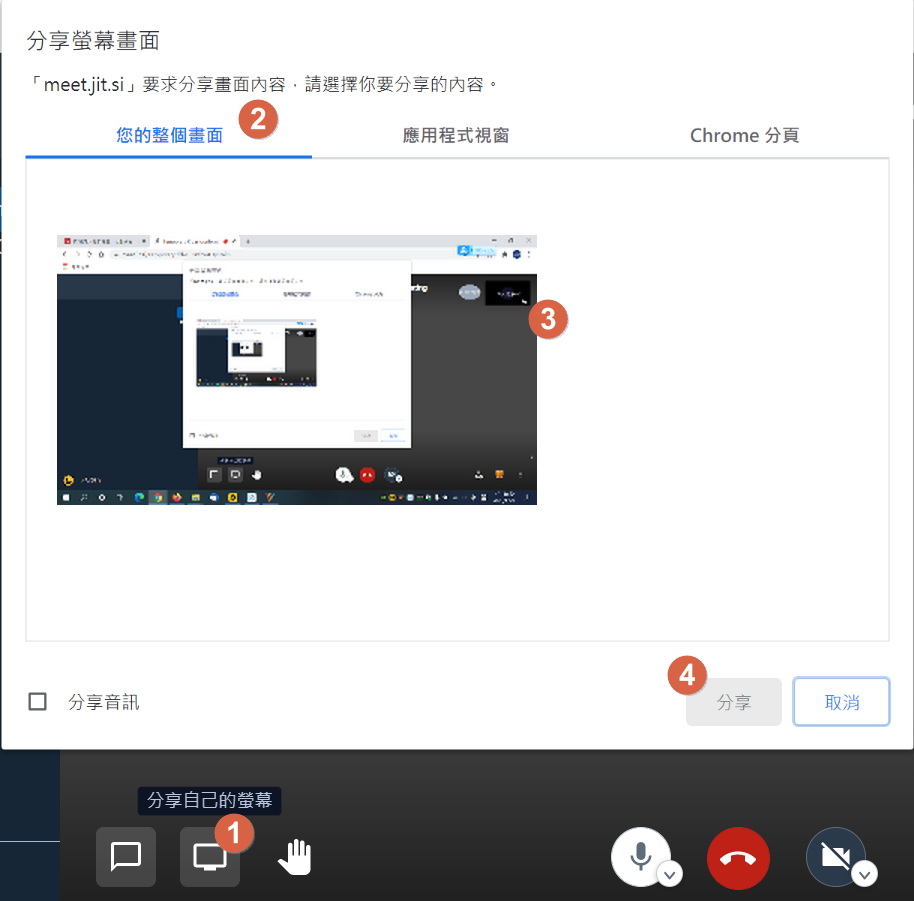 分享螢幕畫面
「meet.jit.si」要求分享畫面內容，請選擇你要分享的內容。
您的整個畫面
2
應用程式視窗
Chrome 分頁
3
分享音訊
4
分享
取消
分享自己的螢幕
1